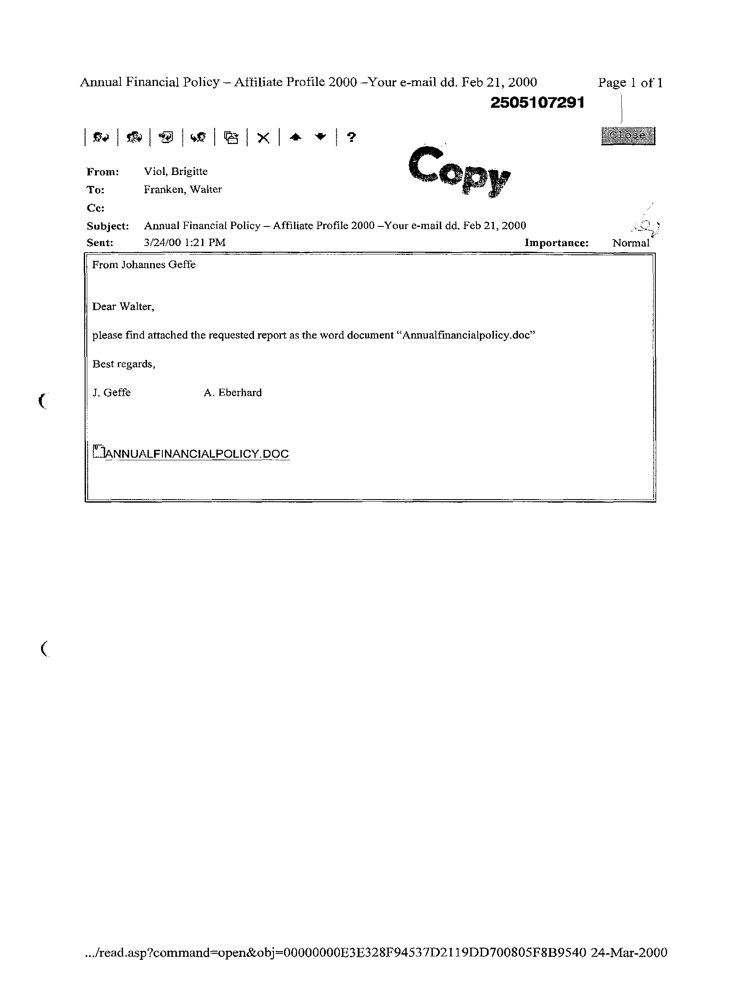 Annual Financial Policy – Affiliate Profile 2000 –Your e-mail dd. Feb 21, 2000 Page 1 of 1
2505107291
?
Close
Copy
From: Viol, Brigitte
To: Franken, Walter
Cc:
Subject: Annual Financial Policy – Affiliate Profile 2000 –Your e-mail dd. Feb 21, 2000
Sent: 3/24/00 1:21 PM Importance: Normal
From Johannes Geffe
Dear Walter,
please find attached the requested report as the word document “Annualfinancialpolicy.doc”
Best regards,
J. Geffe A. Eberhard
ANNUALFINANCIALPOLICY.DOC
.../read.asp?command=open&obj=00000000E3E328F94537D2119DD700805F8B9540 24-Mar-2000